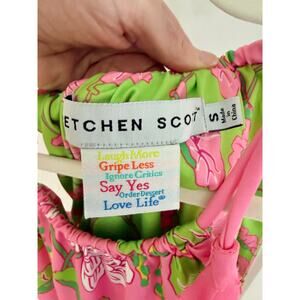 ETCHEN SCOT
S
Made in
China
Laugh More
Gripe Less
Ignore Critics
Say Yes
Order Dessert
Love Life®